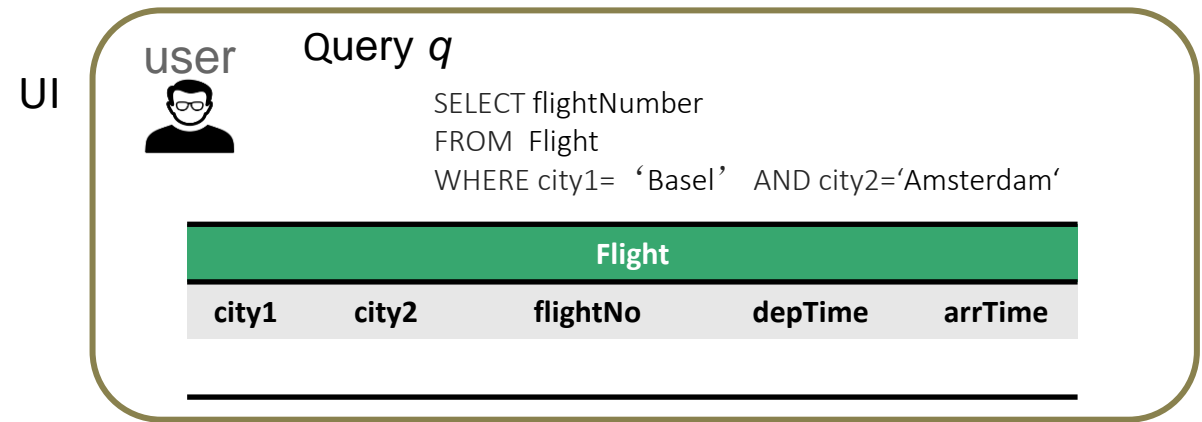 UI
user
Query q
SELECT flightNumber
FROM Flight
WHERE city1= ‘Basel’ AND city2=‘Amsterdam‘
Flight
city1 city2 flightNo depTime arrTime